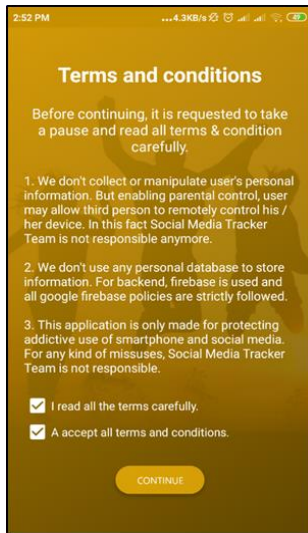 2:52 PM ...4.3KB/s 49
Terms and conditions
Before continuing, it is requested to take
a pause and read all terms & condition
carefully.
1. We don't collect or manipulate user's personal
information. But enabling parental control, user
may allow third person to remotely control his /
her device. In this fact Social Media Tracker
Team is not responsible anymore.
2. We don't use any personal database to store
information. For backend, firebase is used and
all google firebase policies are strictly followed.
3. This application is only made for protecting
addictive use of smartphone and social media.
For any kind of missuses, Social Media Tracker
Team is not responsible.
I read all the terms carefully.
A accept all terms and conditions.
CONTINUE